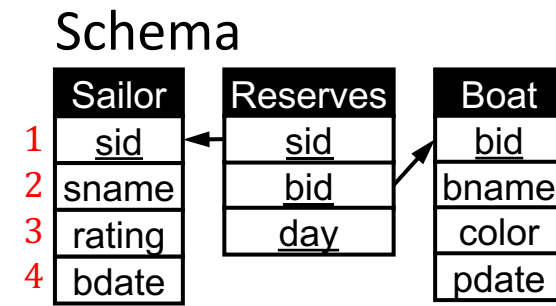 Schema
Sailor Reserves Boat
1 sid sid bid
2 sname bid bname
3 rating day color
4 bdate pdate